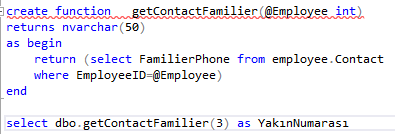 create function  getContactFamilier(@Employee int)
returns nvarchar(50)
as begin
return (select FamilierPhone from employee.Contact
where EmployeeID=@Employee)
end
select dbo.getContactFamilier(3) as YakınNumarası